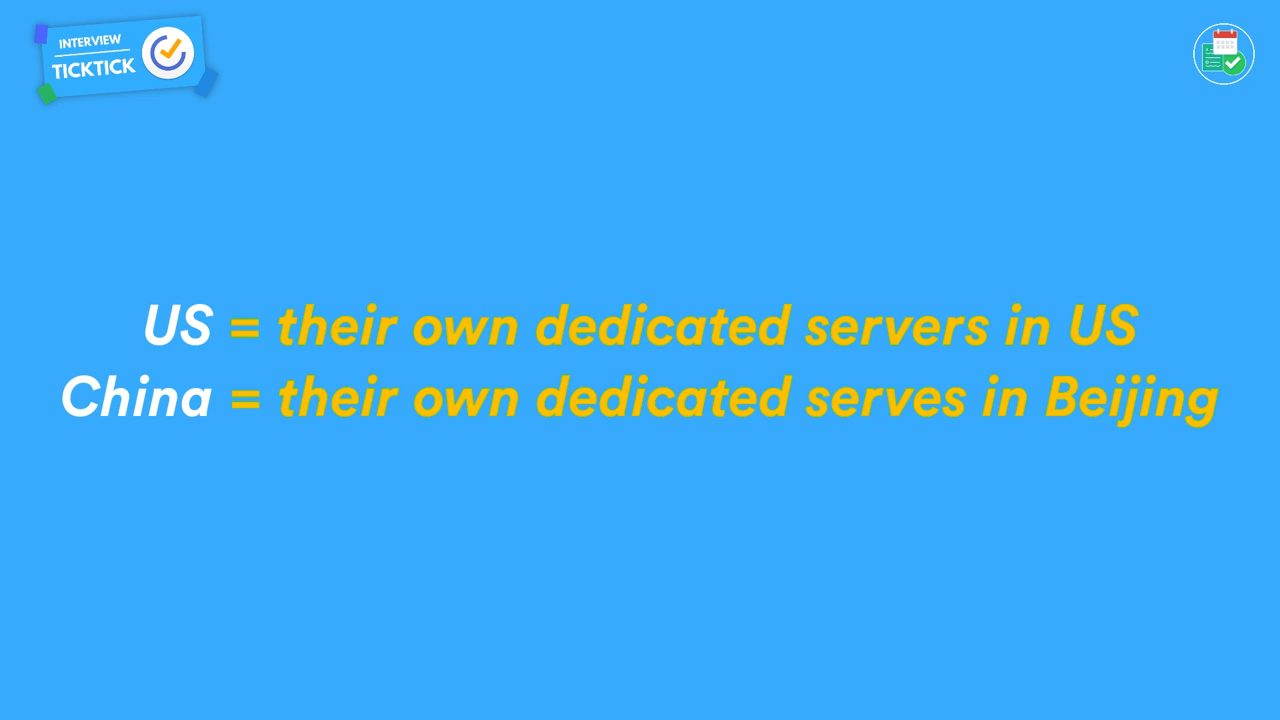 INTERVIEW
TICKTICK
US = their own dedicated servers in US
China = their own dedicated serves in Beijing